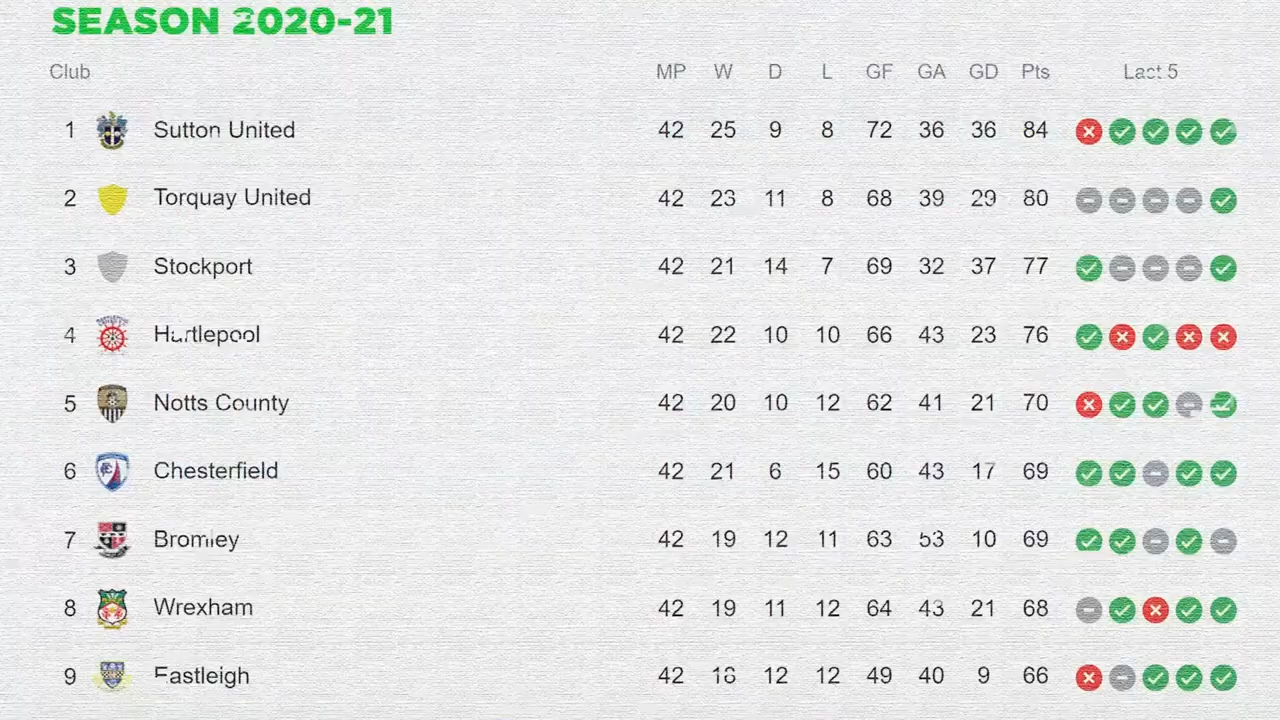 SEASON 2020-21
Club MP W D L GF GA GD Pts Last 5
1 Sutton United 42 25 9 8 72 36 36 84
2 Torquay United 42 23 11 8 68 39 29 80
3 Stockport 42 21 14 7 69 32 37 77
4 Hartlepool 42 22 10 10 66 43 23 76
5 Notts County 42 20 10 12 62 41 21 70
6 Chesterfield 42 21 6 15 60 43 17 69
7 Bromley 42 19 12 11 63 53 10 69
8 Wrexham 42 19 11 12 64 43 21 68
9 Eastleigh 42 18 12 12 49 40 9 66